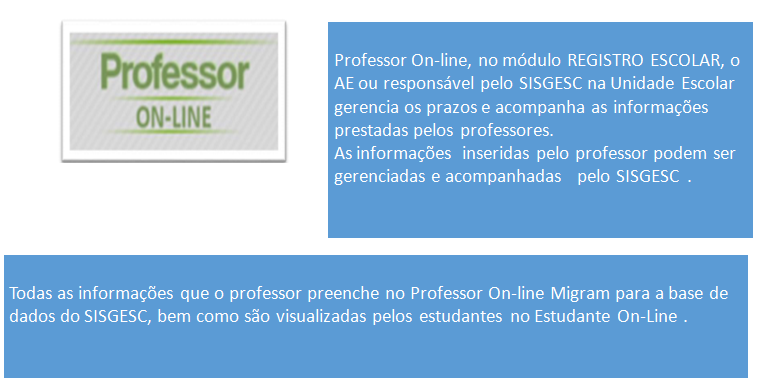 Professor
ON-LINE
Professor On-line, no módulo REGISTRO ESCOLAR, o
AE ou responsável pelo SISGESC na Unidade Escolar
gerencia os prazos e acompanha as informações
prestadas pelos professores.
As informações inseridas pelo professor podem ser
gerenciadas e acompanhadas pelo SISGESC .
Todas as informações que o professor preenche no Professor On-line Migram para a base de
dados do SISGESC, bem como são visualizadas pelos estudantes no Estudante On-Line .